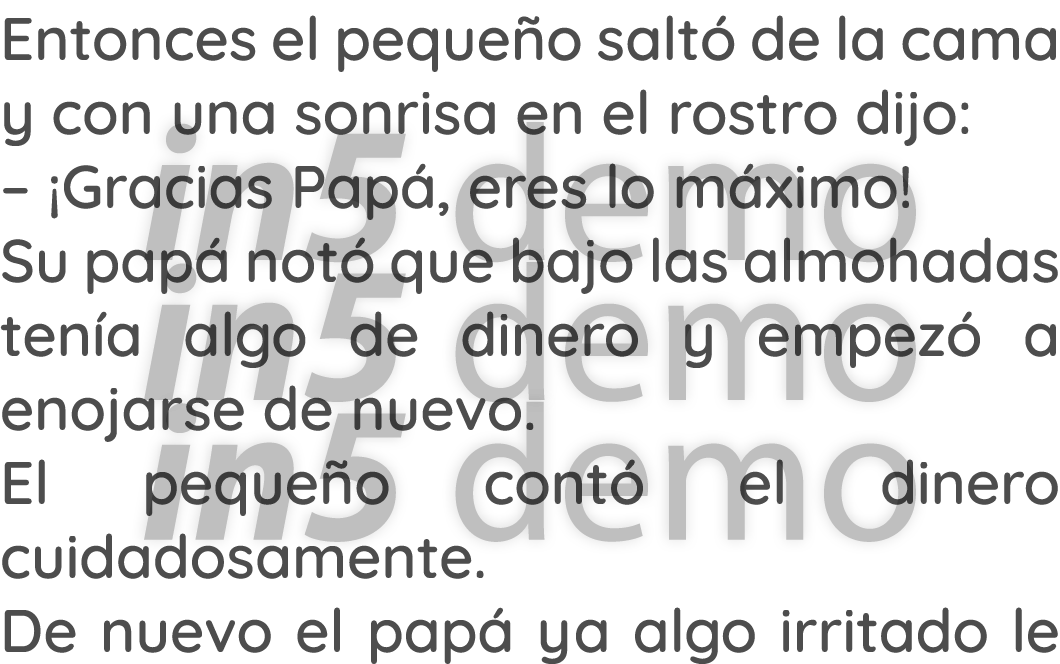 Entonces el pequeño saltó de la cama
y con una sonrisa en el rostro dijo:
– ¡Gracias Papá, eres lo máximo!
Su papá notó que bajo las almohadas
tenía algo de dinero y empezó a
enojarse de nuevo.
El pequeño contó el dinero
cuidadosamente.
De nuevo el papá ya algo irritado le
in5 demo
in5 demo
in5 demo